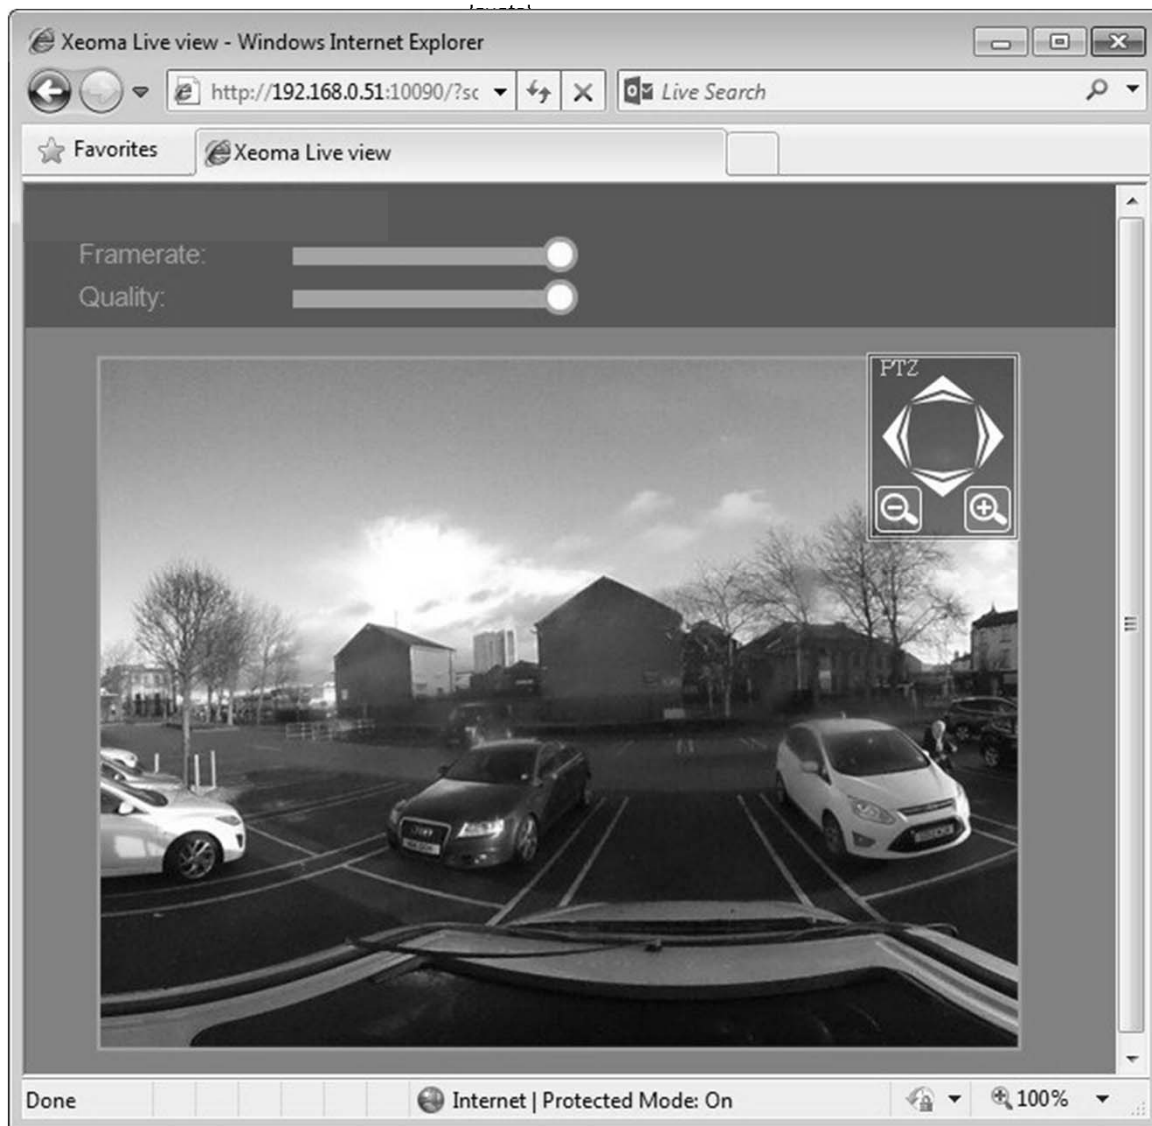 Xeoma Live view - Windows Internet Explorer
http://192.168.0.51:10090/?sc
Live Search
Favorites
Xeoma Live view
Framerate:
Quality:
PTZ
Done
Internet | Protected Mode: On
100%